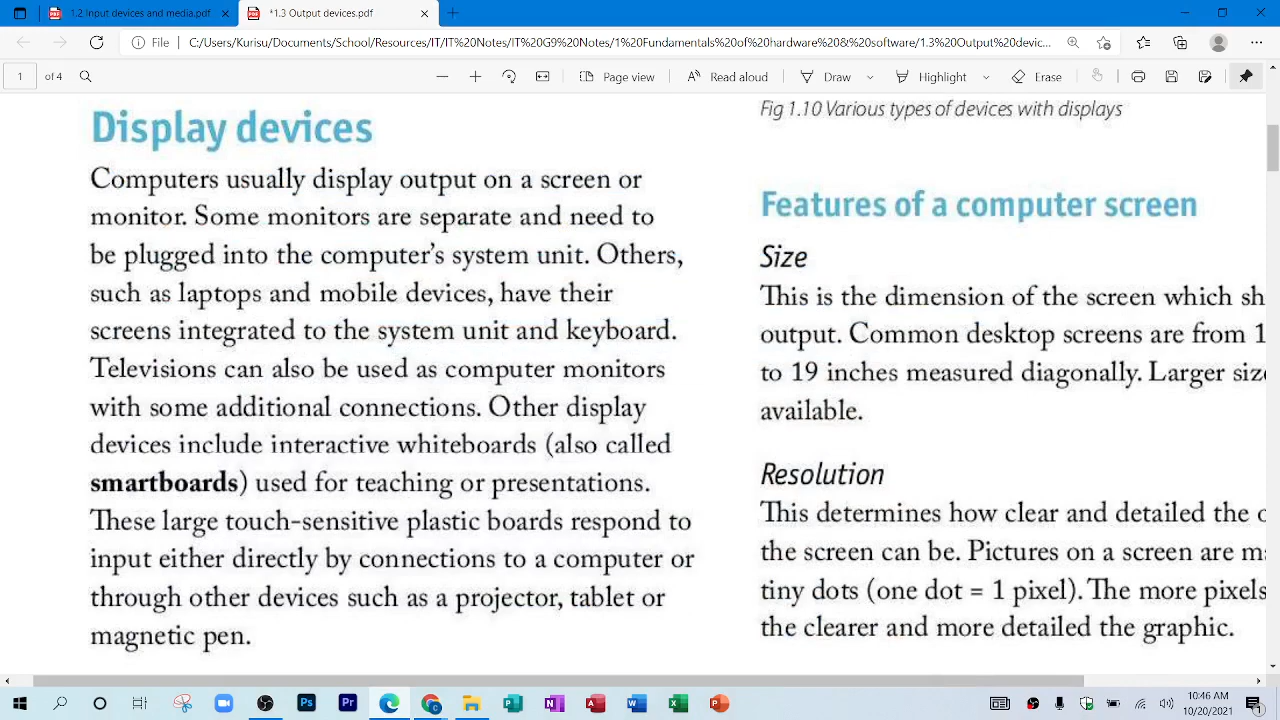 1.2 Input devices and media.pdf
*1.3 Output devices.pdf
File
C:/Users/Kurisu/Documents/School/Resources/IT/IT%20Notes/IT%20G9%20Notes/1%20Fundamentals%20of%20hardware%20&%20software/1.3%20Output%20devic...
1 of 4
Page view
Read aloud
Draw
Highlight
Erase
Display devices
Computers usually display output on a screen or
monitor. Some monitors are separate and need to
be plugged into the computer's system unit. Others,
such as laptops and mobile devices, have their
screens integrated to the system unit and keyboard.
Televisions can also be used as computer monitors
with some additional connections. Other display
devices include interactive whiteboards (also called
smartboards) used for teaching or presentations.
These large touch-sensitive plastic boards respond to
input either directly by connections to a computer or
through other devices such as a projector, tablet or
magnetic pen.
Fig 1.10 Various types of devices with displays
Features of a computer screen
Size
This is the dimension of the screen which sh
output. Common desktop screens are from 1
to 19 inches measured diagonally. Larger siz
available.
Resolution
This determines how clear and detailed the
the screen can be. Pictures on a screen are m
tiny dots (one dot = 1 pixel). The more pixels
the clearer and more detailed the graphic.
10:46 AM
10/20/2021